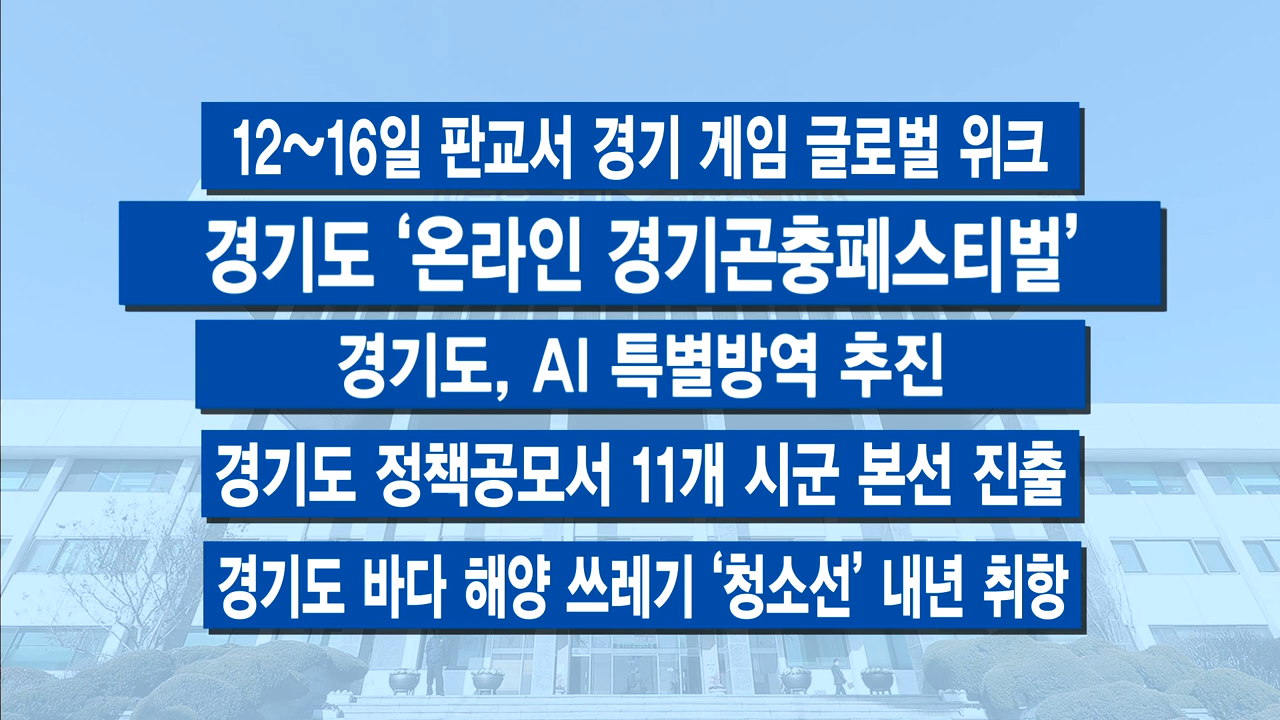 12~16일 판교서 경기 게임 글로벌 위크
경기도 ‘온라인 경기곤충페스티벌’
경기도, AI 특별방역 추진
경기도 정책공모서 11개 시군 본선 진출
경기도 바다 해양 쓰레기 ‘청소선’ 내년 취항